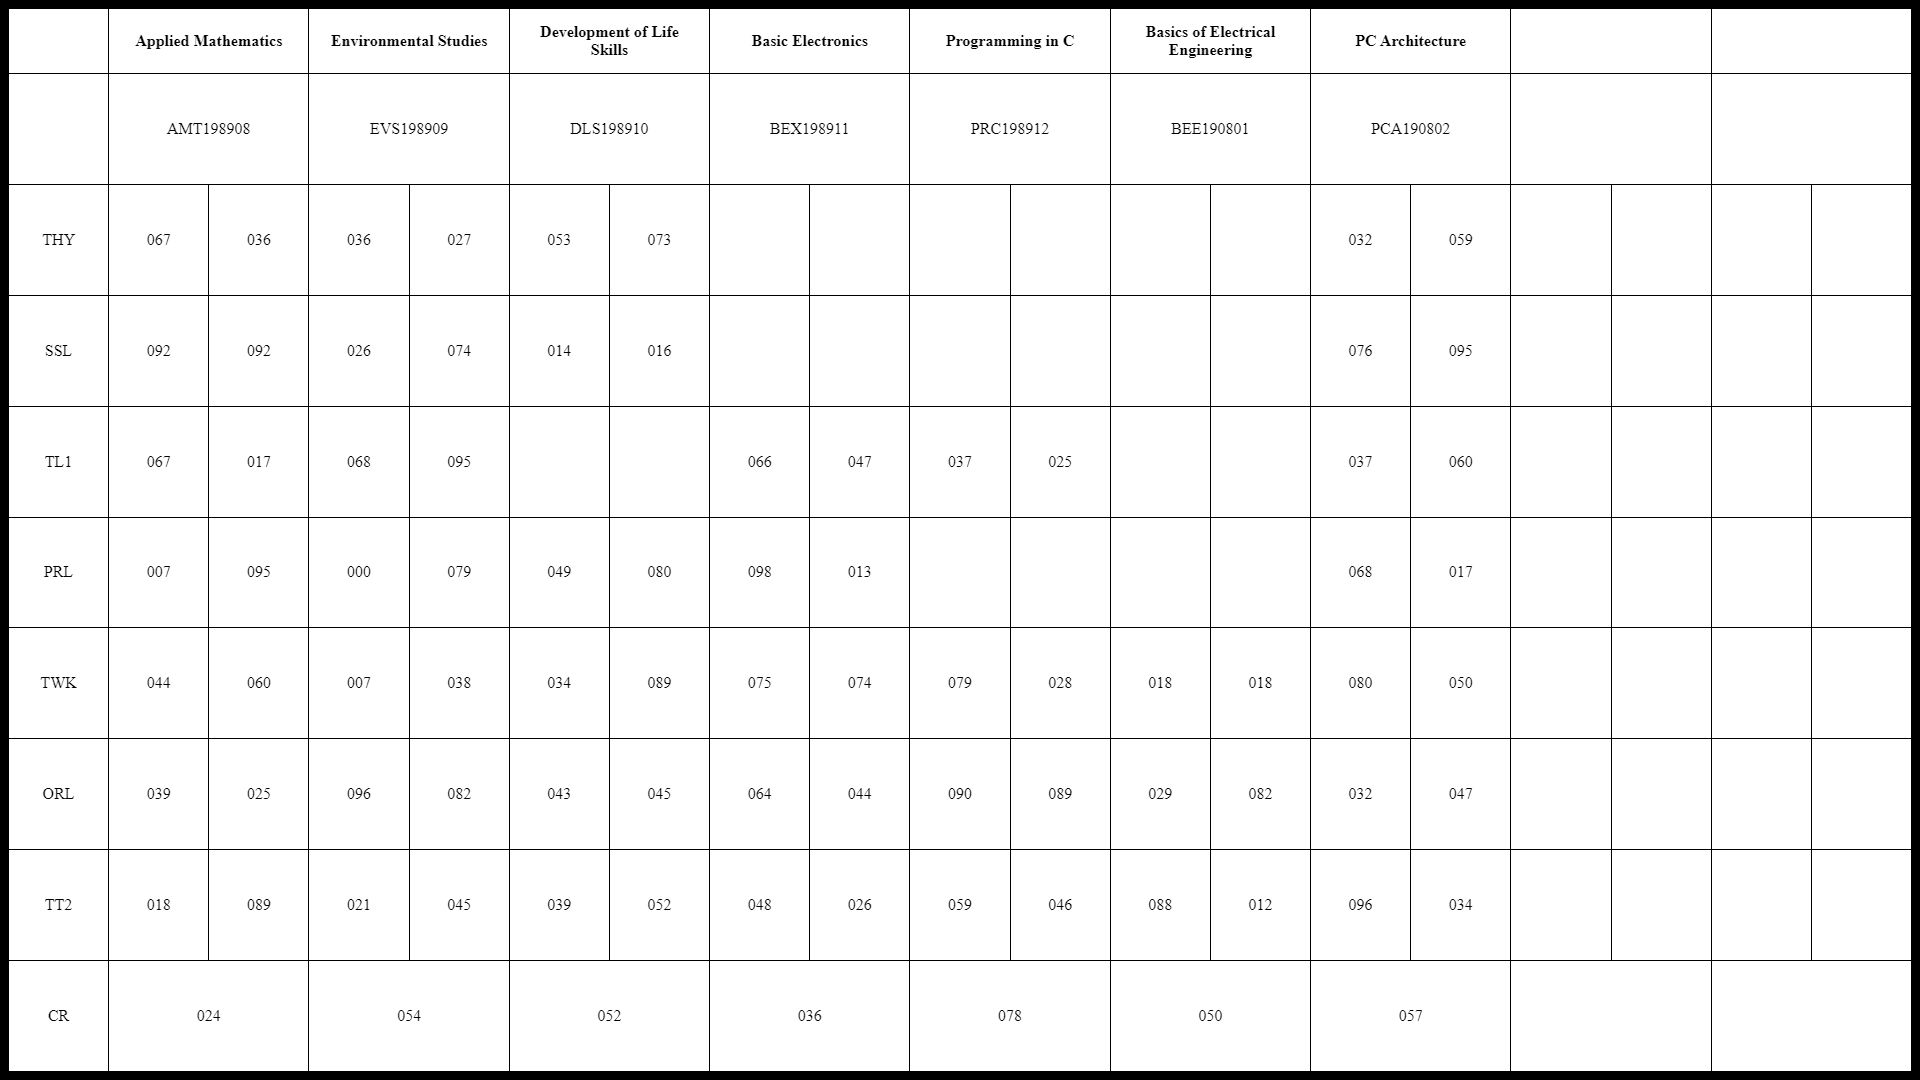 Applied Mathematics Environmental Studies Development of Life Skills Basic Electronics Programming in C Basics of Electrical Engineering PC Architecture
AMT198908 EVS198909 DLS198910 BEX198911 PRC198912 BEE190801 PCA190802
THY 067 036 036 027 053 073 032 059
SSL 092 092 026 074 014 016 076 095
TL1 067 017 068 095 066 047 037 025 037 060
PRL 007 095 000 079 049 080 098 013 068 017
TWK 044 060 007 038 034 089 075 074 079 028 018 018 080 050
ORL 039 025 096 082 043 045 064 044 090 089 029 082 032 047
TT2 018 089 021 045 039 052 048 026 059 046 088 012 096 034
CR 024 054 052 036 078 050 057